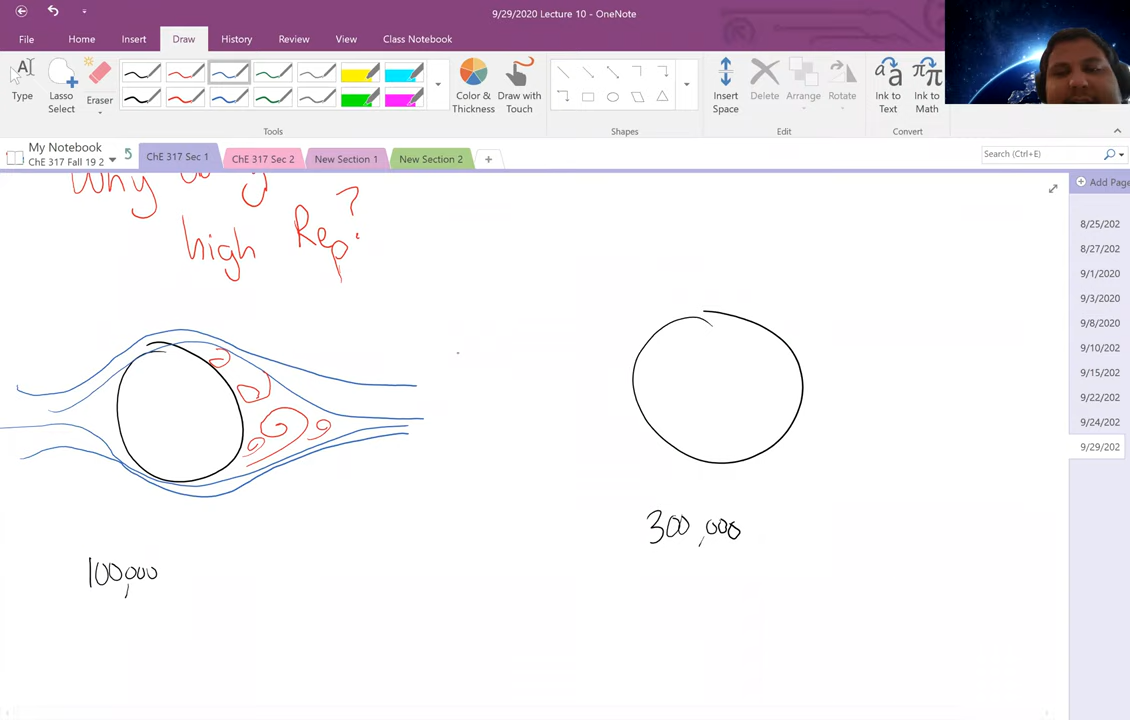 9/29/2020 Lecture 10 - OneNote
File Home Insert Draw History Review View Class Notebook
Type
Lasso Select
Eraser
Color & Thickness
Draw with Touch
Insert Space
Delete
Arrange
Rotate
Ink to Text
Ink to Math
Tools
Shapes
Edit
Convert
My Notebook
ChE 317 Fall 19 2
ChE 317 Sec 1
ChE 317 Sec 2
New Section 1
New Section 2
Search (Ctrl+E)
Add Page
8/25/202
8/27/202
9/1/2020
9/3/2020
9/8/2020
9/10/202
9/15/202
9/22/202
9/24/202
9/29/202
Why
high Rep?
100,000
300,000